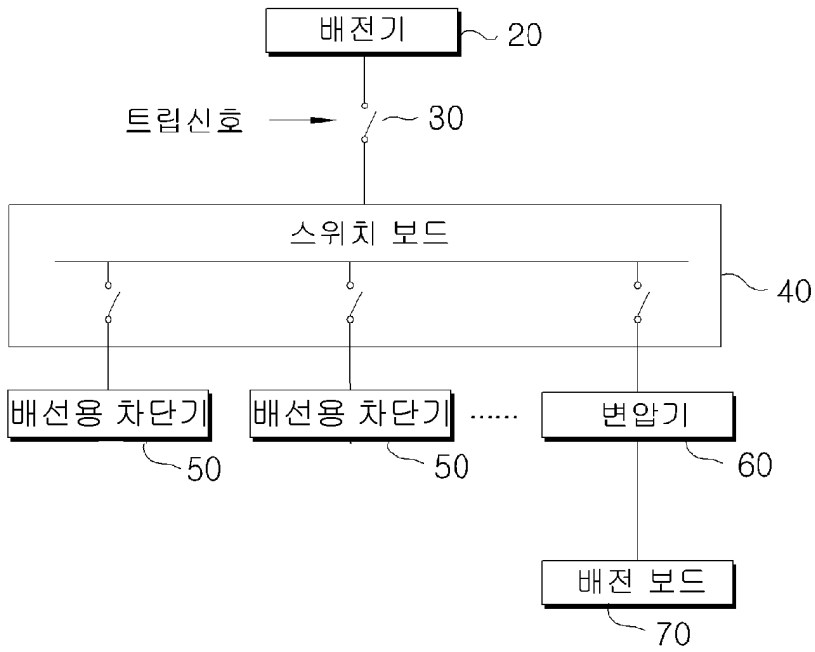 배전기
20
트립신호
30
스위치 보드
40
배선용 차단기
배선용 차단기
......
변압기
50
50
60
배전 보드
70